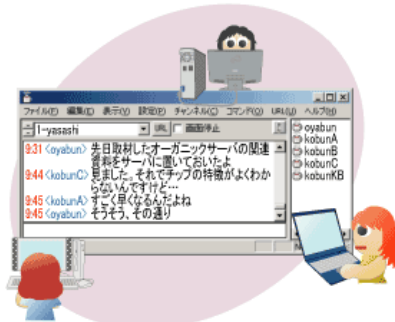 ファイル(F) 編集(E) 表示(V) 設定(P) チャンネル(C) コマンド(O) URL(U) ヘルプ(H)
1-yasashi URL 画面停止
9:31 <oyabun> 先日取材したオーガニックサーバの関連
資料をサーバに置いておいたよ
9:44 <kobunC> 見ました。それでチップの特徴がよくわか
らないんですけど…
9:45 <kobunA> すごく早くなるんだよね
9:45 <oyabun> そうそう、その通り
oyabun
kobunA
kobunB
kobunC
kobunKB